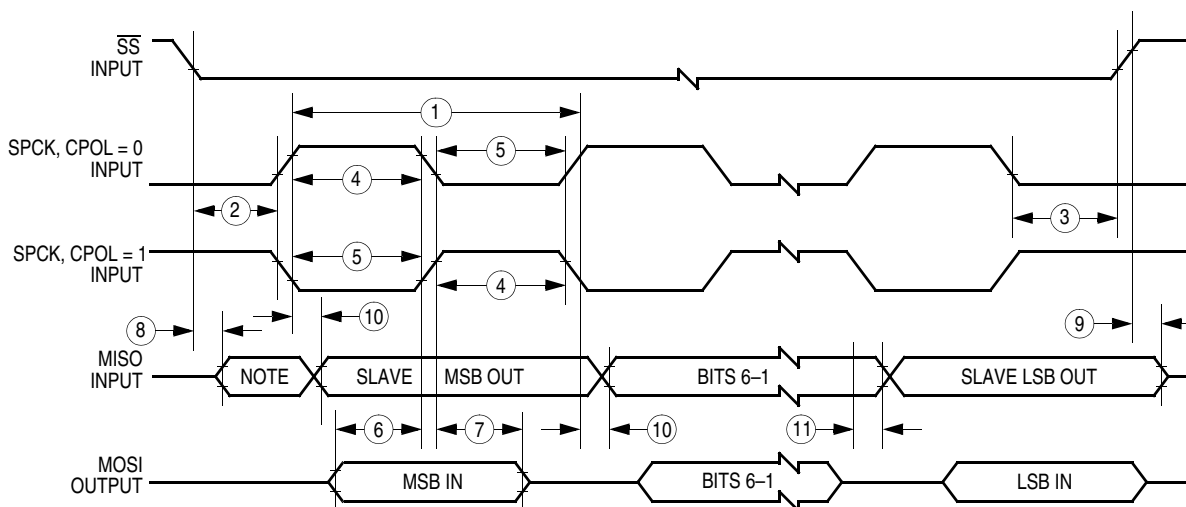 SS
INPUT
1
SPCK, CPOL = 0
INPUT
5
4
2
3
SPCK, CPOL = 1
INPUT
5
4
8
10
9
MISO
INPUT
NOTE
SLAVE
MSB OUT
BITS 6–1
SLAVE LSB OUT
6
7
10
11
MOSI
OUTPUT
MSB IN
BITS 6–1
LSB IN